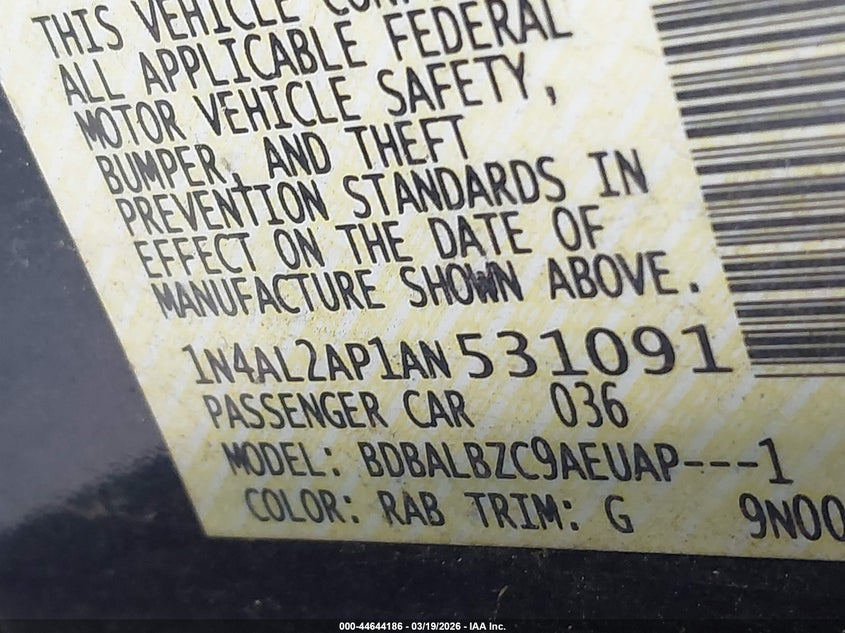 THIS VEHICLE
ALL APPLICABLE FEDERAL
MOTOR VEHICLE SAFETY,
BUMPER, AND THEFT
PREVENTION STANDARDS IN
EFFECT ON THE DATE OF
MANUFACTURE SHOWN ABOVE.
1N4AL2AP1AN531091
PASSENGER CAR 036
MODEL: BDBALBZC9AEUAP---1
COLOR: RAB TRIM: G 9N00
000-44644186 - 03/19/2026 - IAA Inc.